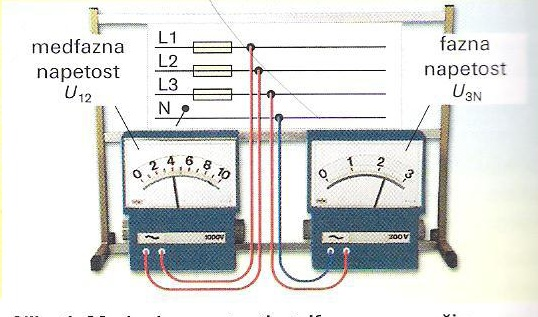 medfazna
napetost
U12
L1
L2
L3
N
fazna
napetost
U3N
0 2 4 6 8 10
0 1 2 3
~
1000V
~
300V